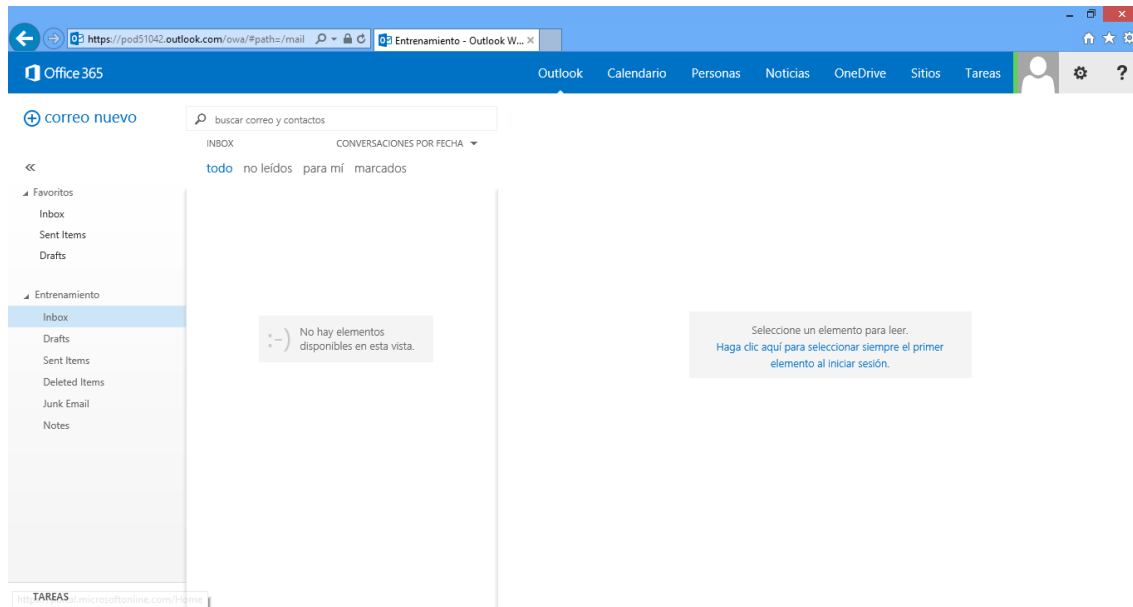 https://pod51042.outlook.com/owa/#path=/mail
Entrenamiento - Outlook W...
Office 365
Outlook
Calendario
Personas
Noticias
OneDrive
Sitios
Tareas
?
correo nuevo
buscar correo y contactos
INBOX
CONVERSACIONES POR FECHA
todo no leídos para mí marcados
Favoritos
Inbox
Sent Items
Drafts
Entrenamiento
Inbox
Drafts
Sent Items
Deleted Items
Junk Email
Notes
:-)
No hay elementos
disponibles en esta vista.
Seleccione un elemento para leer.
Haga clic aquí para seleccionar siempre el primer
elemento al iniciar sesión.
TAREAS
.microsoftonline.com/Home